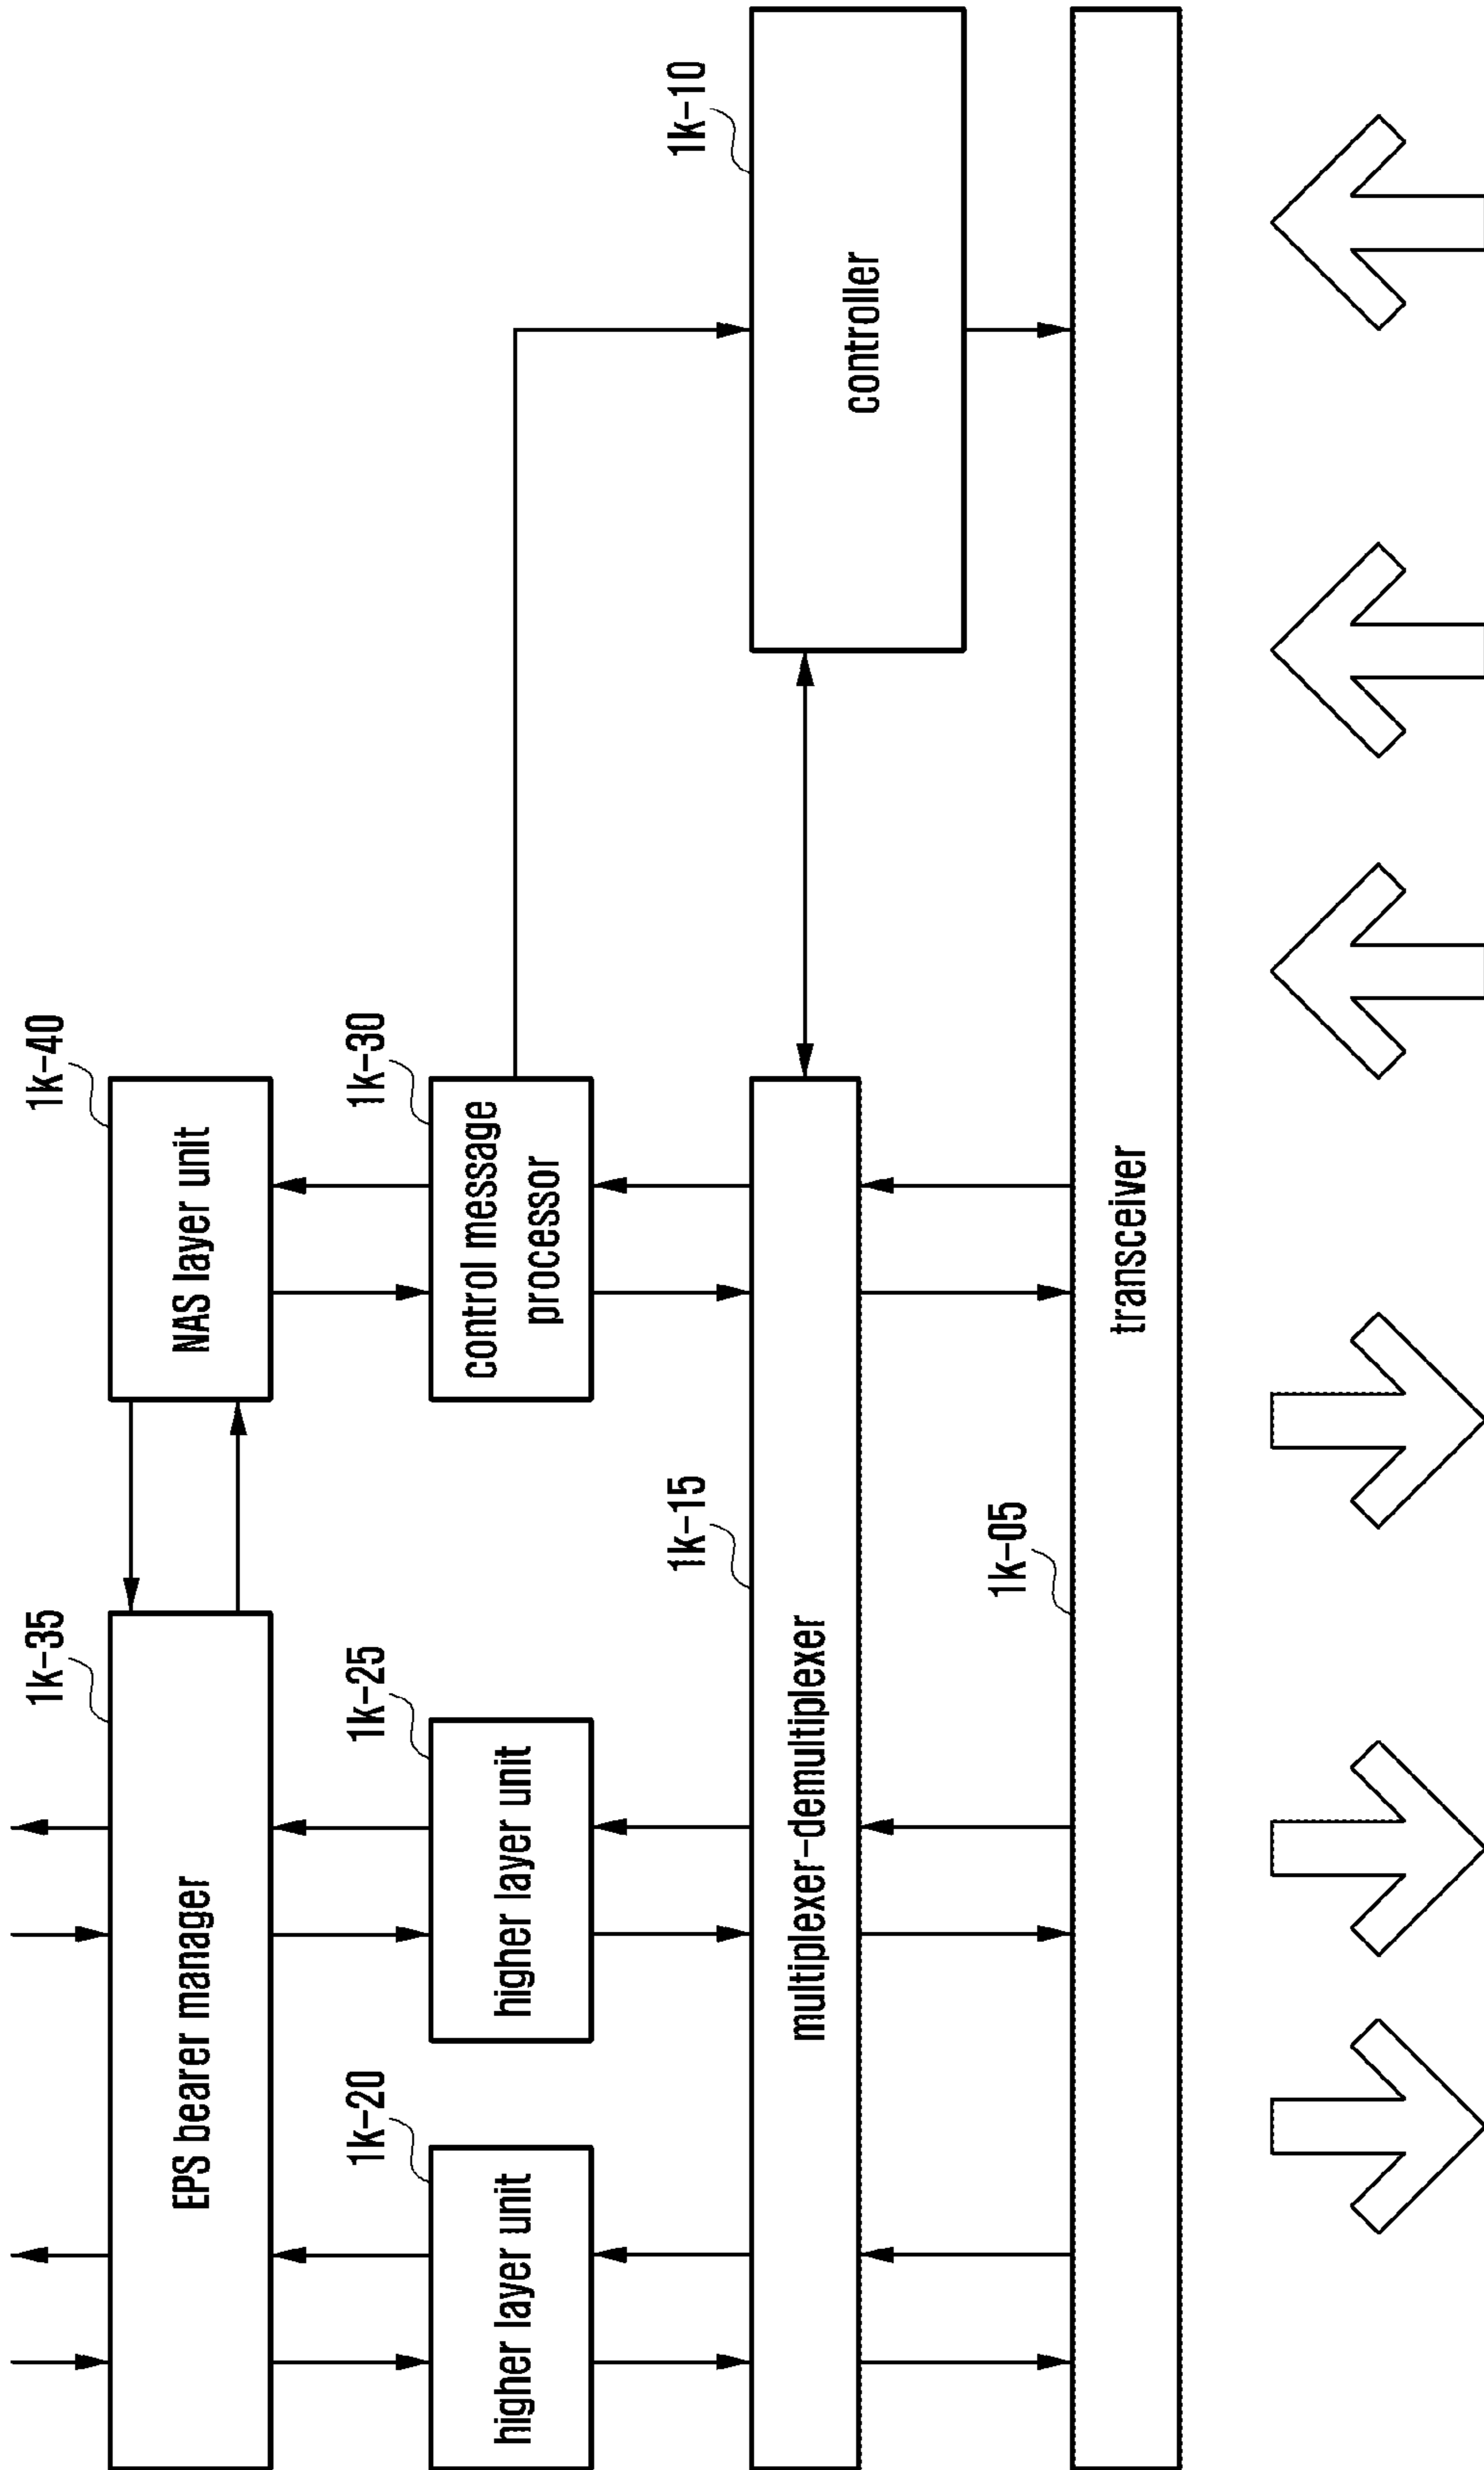 1k-35
EPS bearer manager
1k-40
NAS layer unit
1k-20
higher layer unit
1k-25
higher layer unit
1k-30
control message
processor
1k-15
multiplexer-demultiplexer
1k-10
controller
1k-05
transceiver